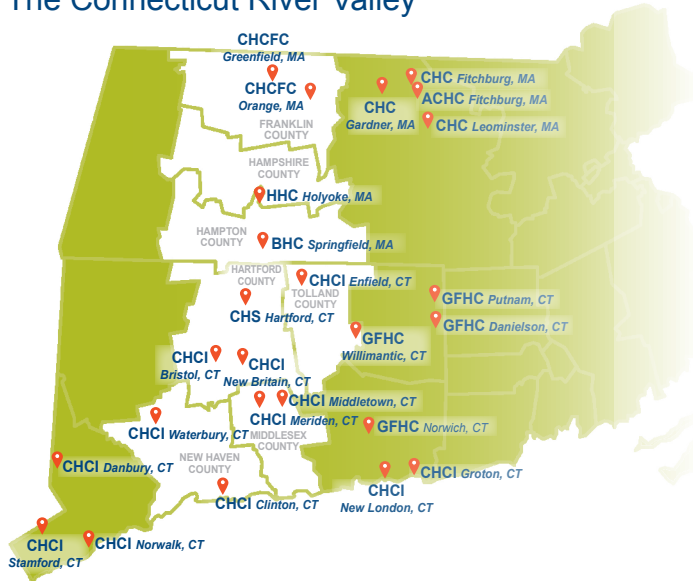 The Connecticut River Valley
CHCFC
Greenfield, MA
CHCFC
Orange, MA
FRANKLIN
COUNTY
CHC Fitchburg, MA
ACHC Fitchburg, MA
CHC
Gardner, MA
CHC Leominster, MA
HAMPSHIRE
COUNTY
HHC Holyoke, MA
HAMPTON
COUNTY
BHC Springfield, MA
HARTFORD
COUNTY
CHCI Enfield, CT
TOLLAND
COUNTY
CHS Hartford, CT
GFHC Putnam, CT
GFHC Danielson, CT
GFHC
Willimantic, CT
CHCI
Bristol, CT
CHCI
New Britain, CT
CHCI Middletown, CT
CHCI Meriden, CT
CHCI Waterbury, CT
MIDDLESEX
COUNTY
GFHC Norwich, CT
NEW HAVEN
COUNTY
CHCI Danbury, CT
CHCI Groton, CT
CHCI
New London, CT
CHCI Clinton, CT
CHCI
Stamford, CT
CHCI Norwalk, CT